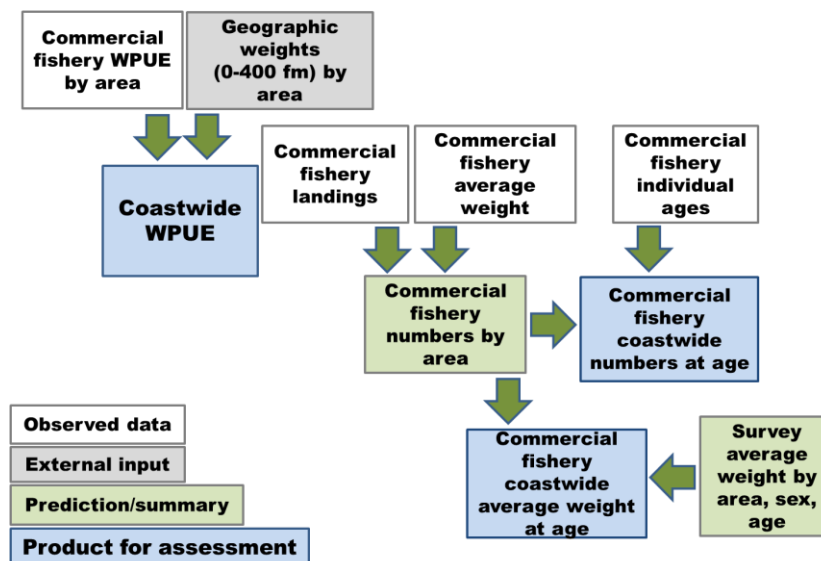 Commercial
fishery WPUE
by area
Geographic
weights
(0-400 fm) by
area
Coastwide
WPUE
Commercial
fishery
landings
Commercial
fishery
average
weight
Commercial
fishery
individual
ages
Commercial
fishery
numbers by
area
Commercial
fishery
coastwide
numbers at age
Commercial
fishery
coastwide
average weight
at age
Survey
average
weight by
area, sex,
age
Observed data
External input
Prediction/summary
Product for assessment